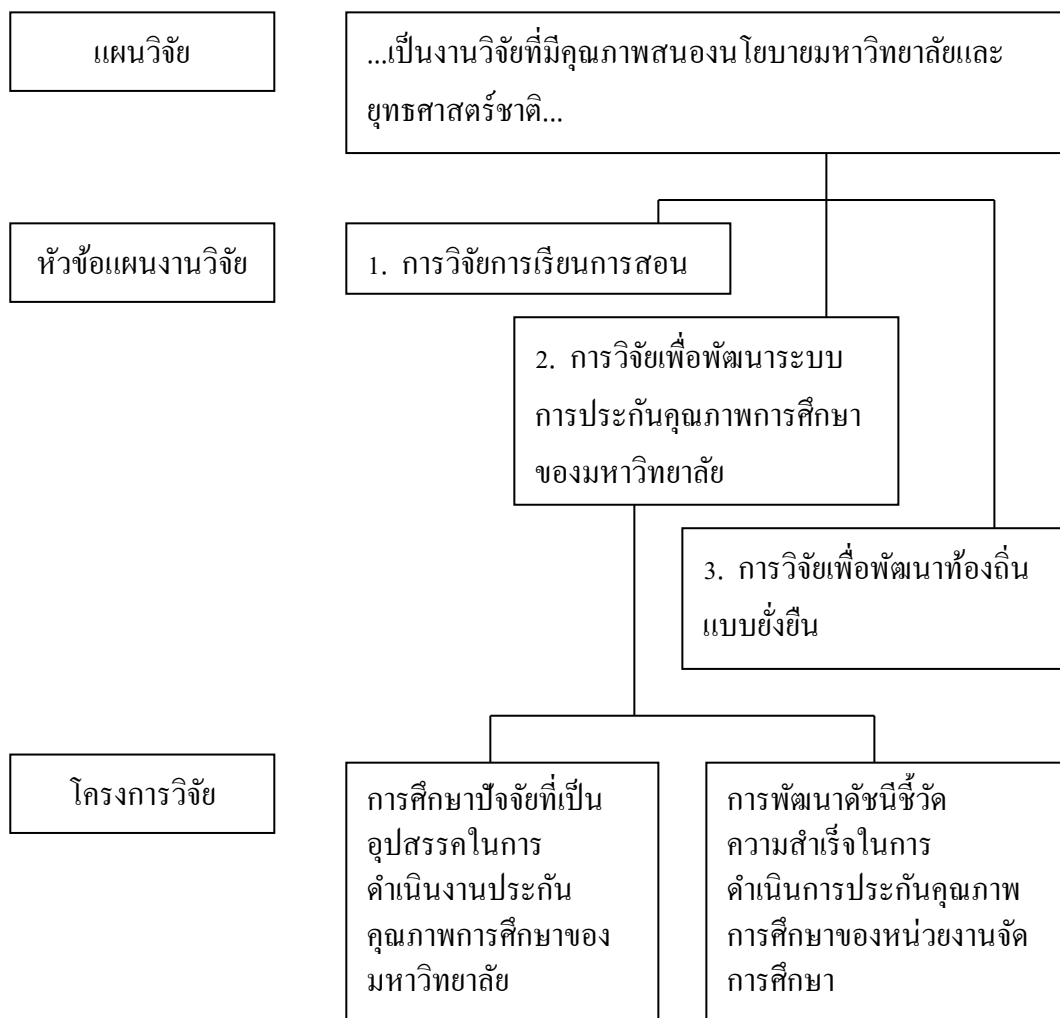 แผนวิจัย
...เป็นงานวิจัยที่มีคุณภาพสนองนโยบายมหาวิทยาลัยและ
ยุทธศาสตร์ชาติ...
หัวข้อแผนงานวิจัย
1. การวิจัยการเรียนการสอน
2. การวิจัยเพื่อพัฒนาระบบ
การประกันคุณภาพการศึกษา
ของมหาวิทยาลัย
3. การวิจัยเพื่อพัฒนาท้องถิ่น
แบบยั่งยืน
โครงการวิจัย
การศึกษาปัจจัยที่เป็น
อุปสรรคในการ
ดำเนินงานประกัน
คุณภาพการศึกษาของ
มหาวิทยาลัย
การพัฒนาดัชนีชี้วัด
ความสำเร็จในการ
ดำเนินการประกันคุณภาพ
การศึกษาของหน่วยงานจัด
การศึกษา